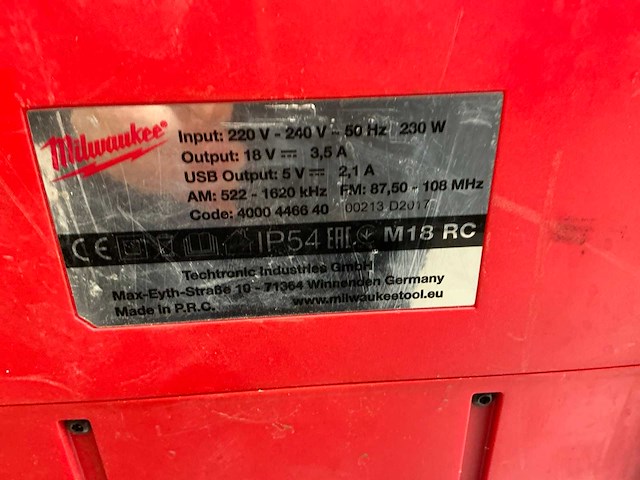 Milwaukee
Input: 220 V - 240 V - 50 Hz 230 W
Output: 18 V 3,5 A
USB Output: 5 V 2,1 A
AM: 522 - 1620 kHz FM: 87,50 - 108 MHz
Code: 4000 4466 40 00213 D2017
CE IP54 EAC M18 RC
Techtronic Industries GmbH
Max-Eyth-Straße 10 - 71364 Winnenden Germany
Made in P.R.C. www.milwaukeetool.eu